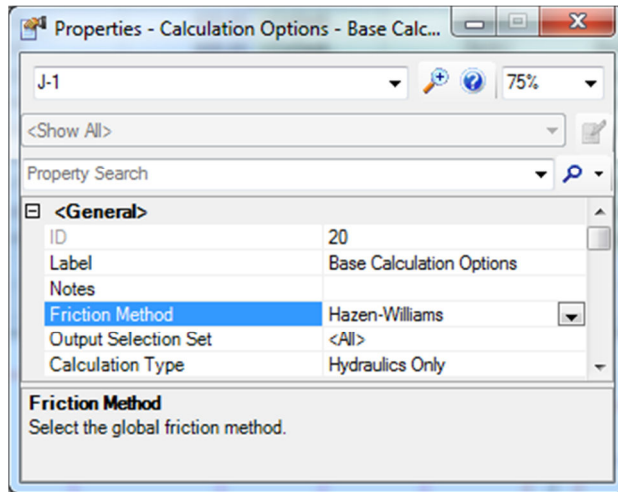 Properties - Calculation Options - Base Calc...
J-1 75%
<Show All>
Property Search
<General>
ID 20
Label Base Calculation Options
Notes
Friction Method Hazen-Williams
Output Selection Set <All>
Calculation Type Hydraulics Only
Friction Method
Select the global friction method.